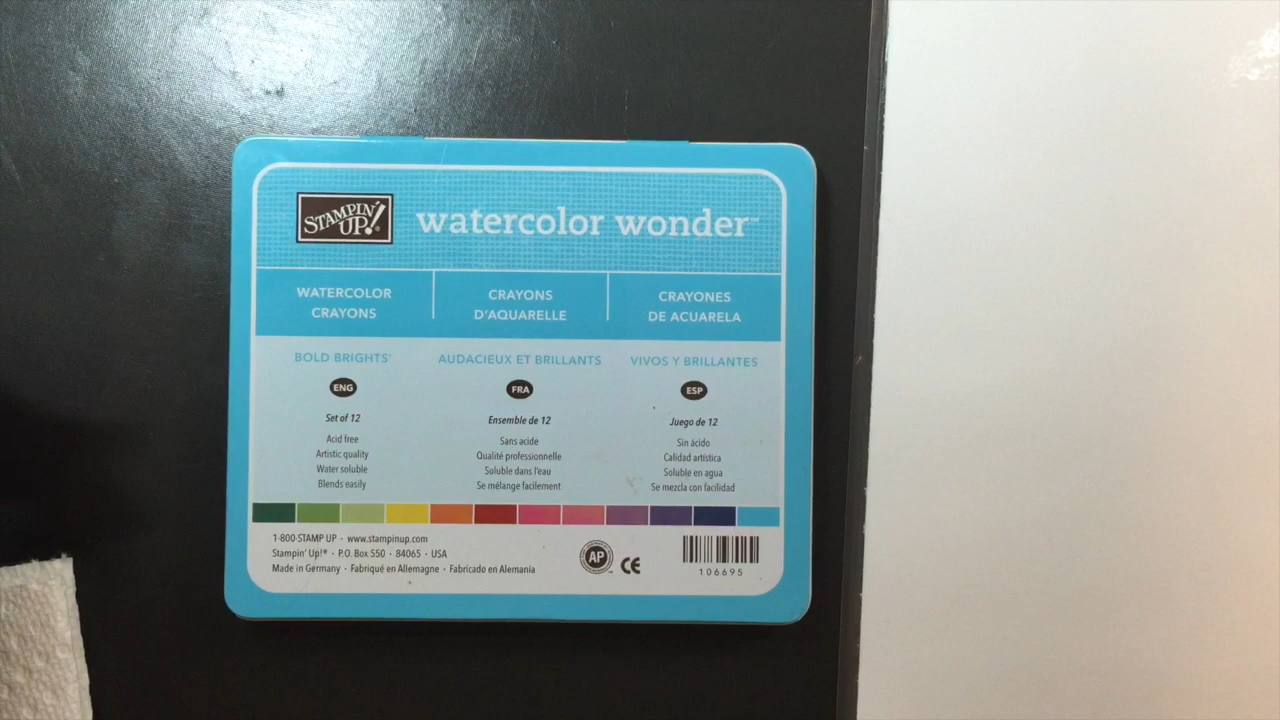 STAMPIN' UP!®
watercolor wonder™
WATERCOLOR CRAYONS
CRAYONS D'AQUARELLE
CRAYONES DE ACUARELA
BOLD BRIGHTS®
AUDACIEUX ET BRILLANTS
VIVOS Y BRILLANTES
ENG
FRA
ESP
Set of 12
Acid free
Artistic quality
Water soluble
Blends easily
Ensemble de 12
Sans acide
Qualité professionnelle
Soluble dans l'eau
Se mélange facilement
Juego de 12
Sin ácido
Calidad artística
Soluble en agua
Se mezcla con facilidad
1-800-STAMP UP · www.stampinup.com
Stampin' Up!® · P.O. Box 550 · 84065 · USA
Made in Germany · Fabriqué en Allemagne · Fabricado en Alemania
AP
CE
106695